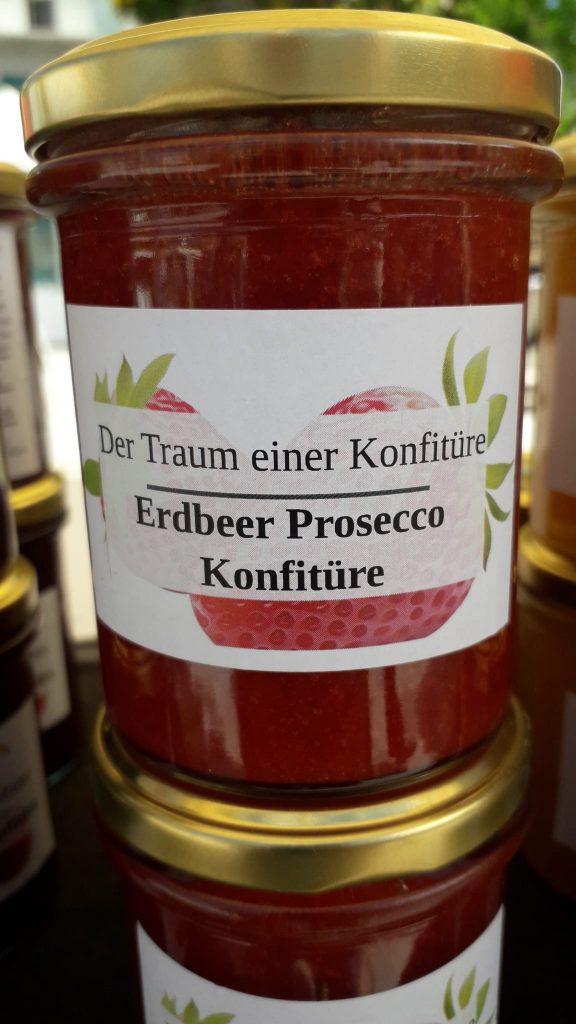 Der Traum einer Konfitüre
Erdbeer Prosecco
Konfitüre